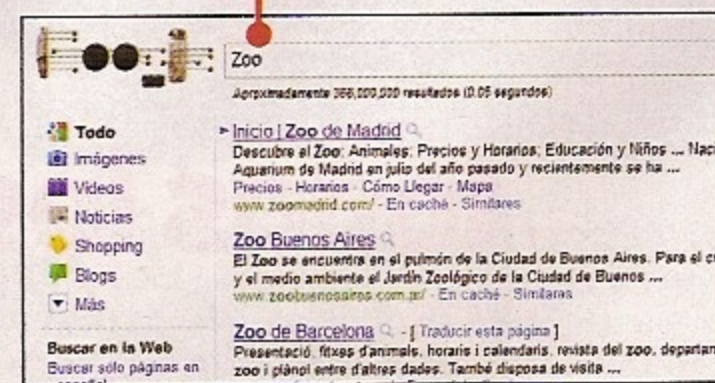 Zoo
Aproximadamente 366,000,000 resultados (0.05 segundos)
Todo
Imágenes
Videos
Noticias
Shopping
Blogs
Más
Buscar en la Web
Buscar sólo páginas en
español
Inicio | Zoo de Madrid
Descubre el Zoo; Animales; Precios y Horarios; Educación y Niños ... Naci
Aquarium de Madrid en julio del año pasado y recientemente se ha ...
Precios - Horarios - Cómo Llegar - Mapa
www.zoomadrid.com/ - En caché - Similares
Zoo Buenos Aires
El Zoo se encuentra en el pulmón de la Ciudad de Buenos Aires. Para el c
y el medio ambiente el Jardín Zoológico de la Ciudad de Buenos ...
www.zoobuenosaires.com.ar/ - En caché - Similares
Zoo de Barcelona - [ Traducir esta página ]
Presentació, fitxes d'animals, horaris i calendaris, revista del zoo, departan
zoo i plànol entre d'altres dades. També disposa de visita ...